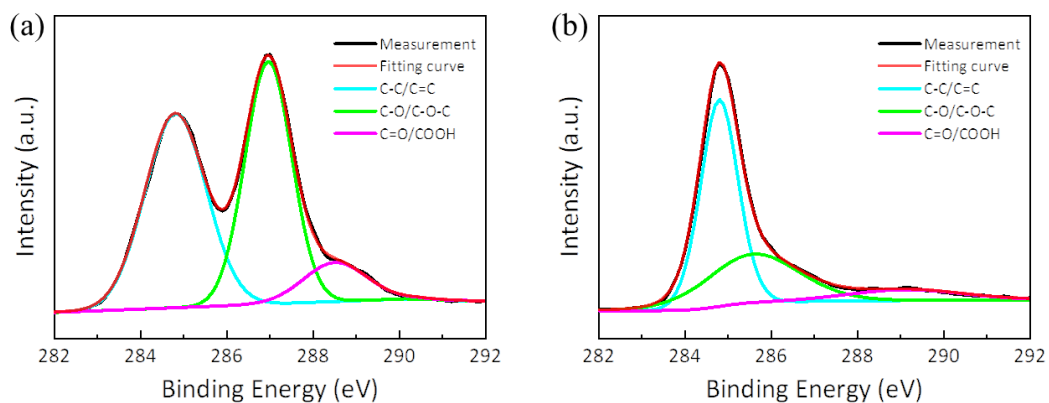 (a)
Measurement
Fitting curve
C-C/C=C
C-O/C-O-C
C=O/COOH
Intensity (a.u.)
282 284 286 288 290 292
Binding Energy (eV)
(b)
Measurement
Fitting curve
C-C/C=C
C-O/C-O-C
C=O/COOH
Intensity (a.u.)
282 284 286 288 290 292
Binding Energy (eV)